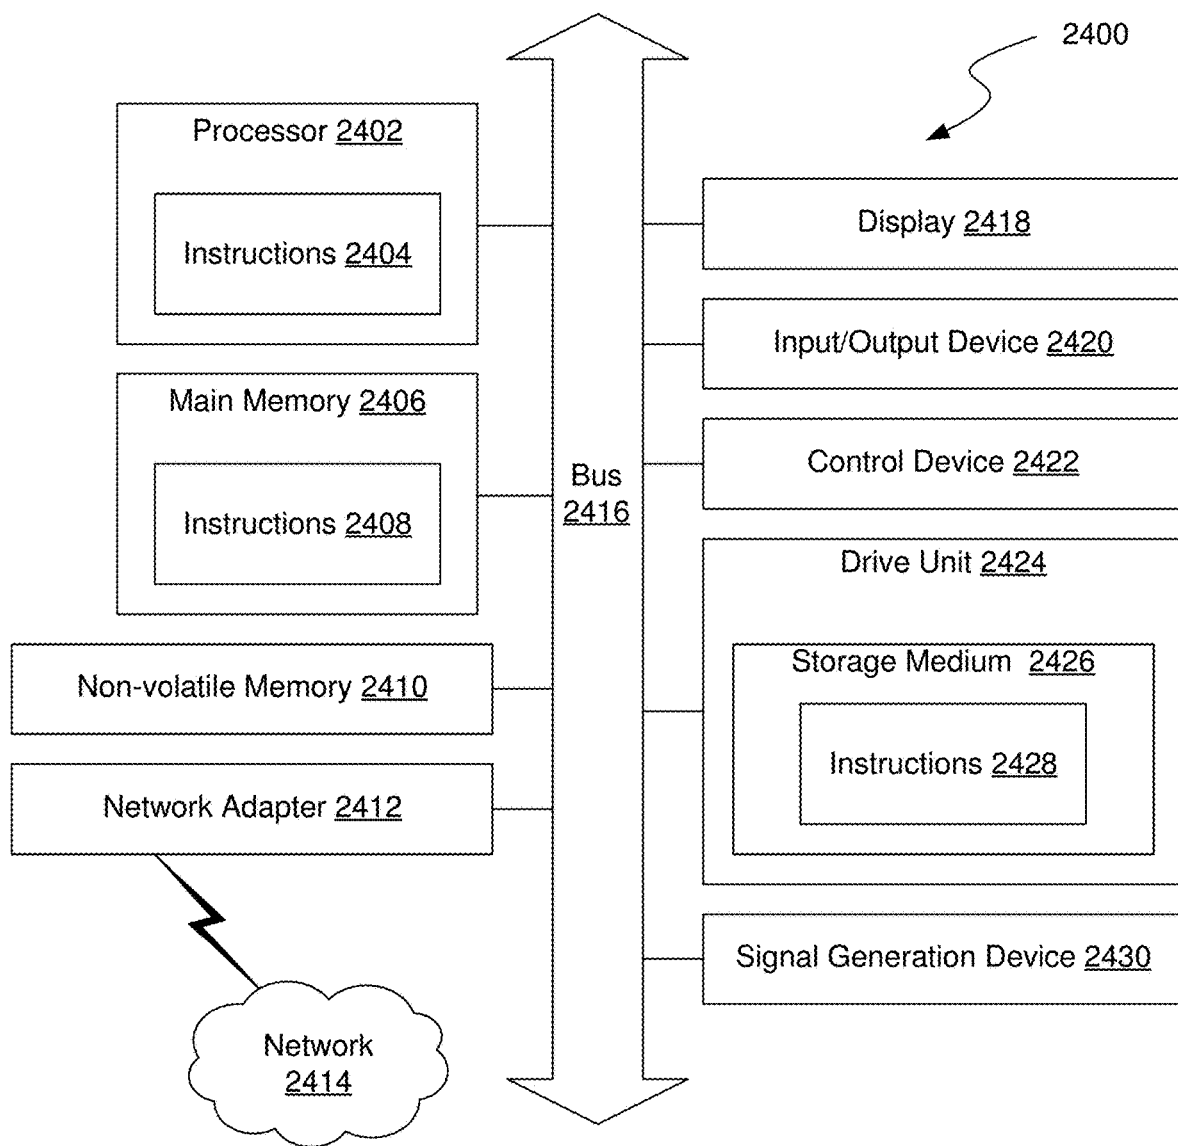 2400
Processor 2402
Instructions 2404
Main Memory 2406
Instructions 2408
Non-volatile Memory 2410
Network Adapter 2412
Network
2414
Bus
2416
Display 2418
Input/Output Device 2420
Control Device 2422
Drive Unit 2424
Storage Medium 2426
Instructions 2428
Signal Generation Device 2430